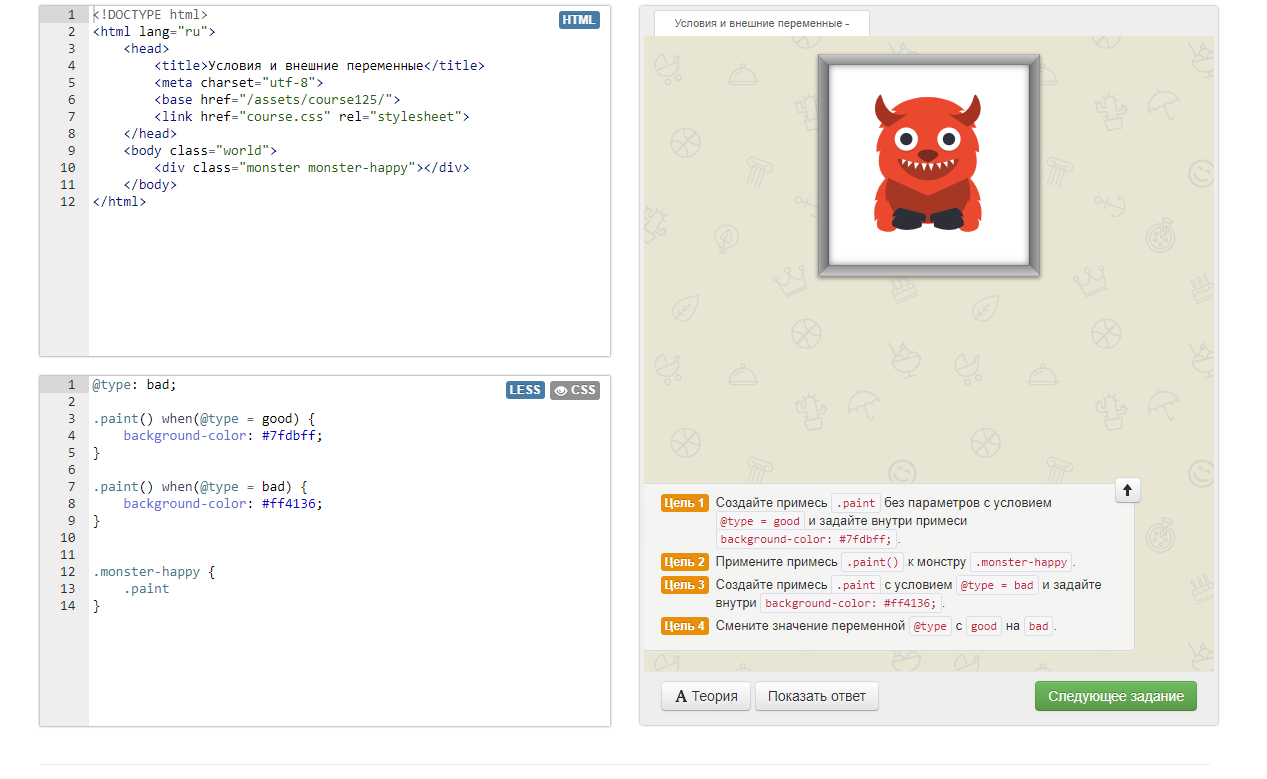 1 <!DOCTYPE html>
2 <html lang="ru">
3 <head>
4 <title>Условия и внешние переменные</title>
5 <meta charset="utf-8">
6 <base href="/assets/course125/">
7 <link href="course.css" rel="stylesheet">
8 </head>
9 <body class="world">
10 <div class="monster monster-happy"></div>
11 </body>
12 </html>
HTML
1 @type: bad;
2
3 .paint() when(@type = good) {
4 background-color: #7fdbff;
5 }
6
7 .paint() when(@type = bad) {
8 background-color: #ff4136;
9 }
10
11
12 .monster-happy {
13 .paint
14 }
LESS CSS
Условия и внешние переменные -
Цель 1 Создайте примесь .paint без параметров с условием
@type = good и задайте внутри примеси
background-color: #7fdbff; .
Цель 2 Примените примесь .paint() к монстру .monster-happy .
Цель 3 Создайте примесь .paint с условием @type = bad и задайте
внутри background-color: #ff4136; .
Цель 4 Смените значение переменной @type с good на bad .
A Теория Показать ответ Следующее задание